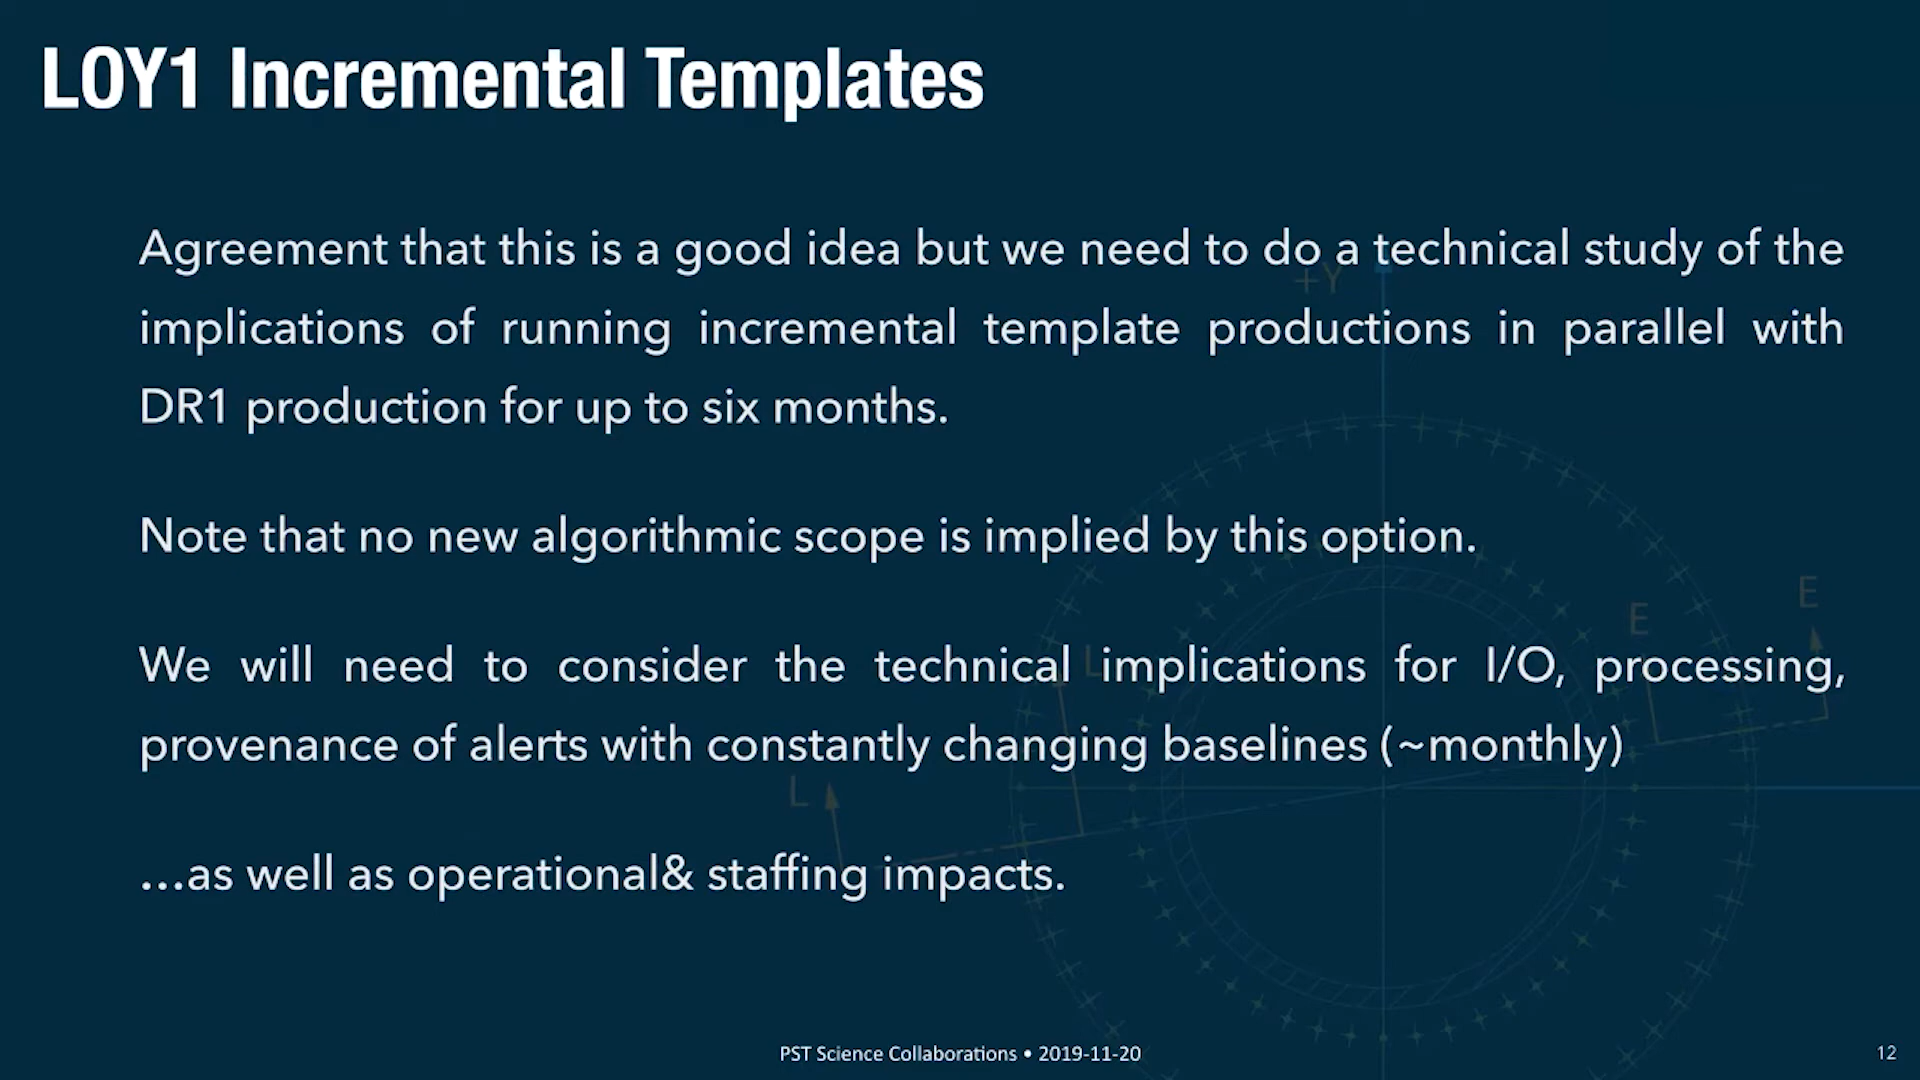 LOY1 Incremental Templates
Agreement that this is a good idea but we need to do a technical study of the
implications of running incremental template productions in parallel with
DR1 production for up to six months.
Note that no new algorithmic scope is implied by this option.
We will need to consider the technical implications for I/O, processing,
provenance of alerts with constantly changing baselines (~monthly)
…as well as operational& staffing impacts.
+Y
E
E
L
L
PST Science Collaborations • 2019-11-20
12